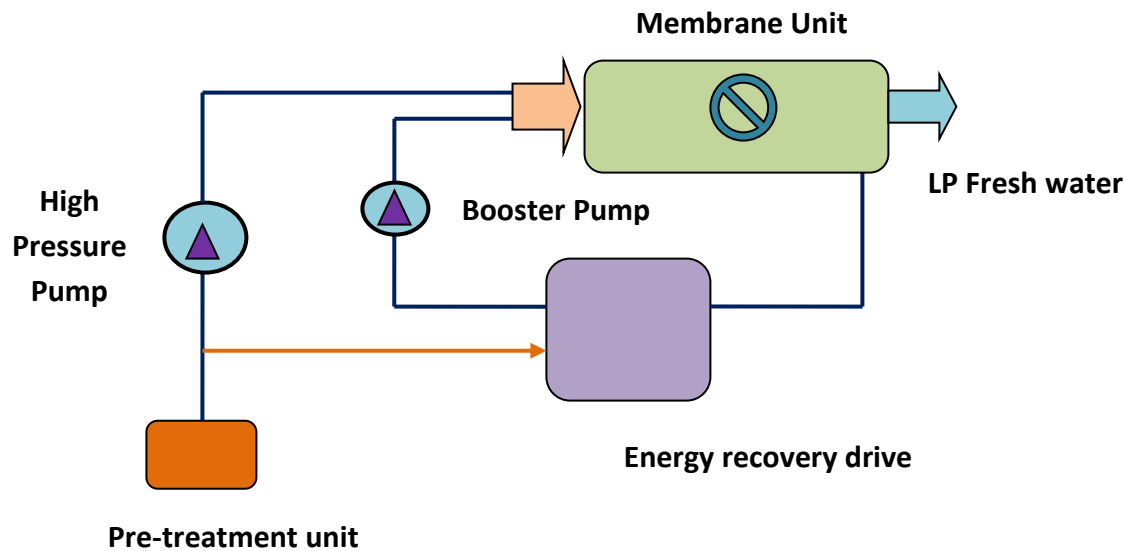 Membrane Unit
LP Fresh water
High
Pressure
Pump
Booster Pump
Energy recovery drive
Pre-treatment unit